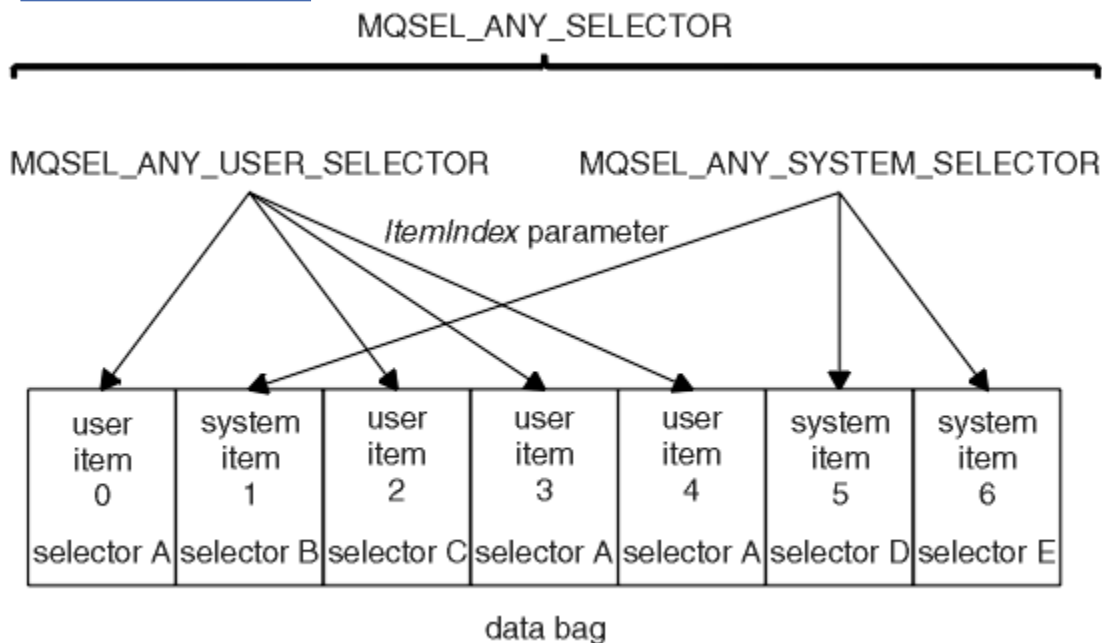 MQSEL_ANY_SELECTOR
MQSEL_ANY_USER_SELECTOR
MQSEL_ANY_SYSTEM_SELECTOR
ItemIndex parameter
user
item
0
selector A
system
item
1
selector B
user
item
2
selector C
user
item
3
selector A
user
item
4
selector A
system
item
5
selector D
system
item
6
selector E
data bag